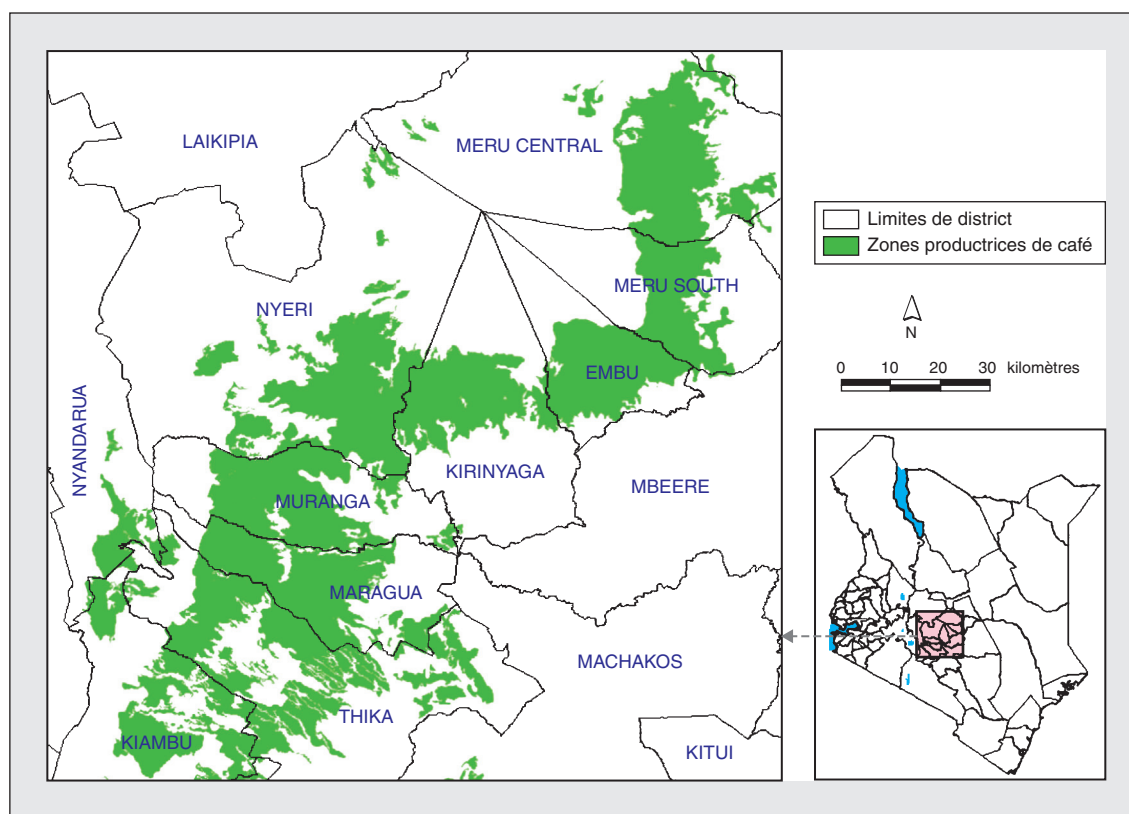 LAIKIPIA
MERU CENTRAL
Limites de district
Zones productrices de café
MERU SOUTH
NYERI
N
EMBU
0 10 20 30 kilomètres
NYANDARUA
KIRINYAGA
MBEERE
MURANGA
MARAGUA
MACHAKOS
THIKA
KIAMBU
KITUI